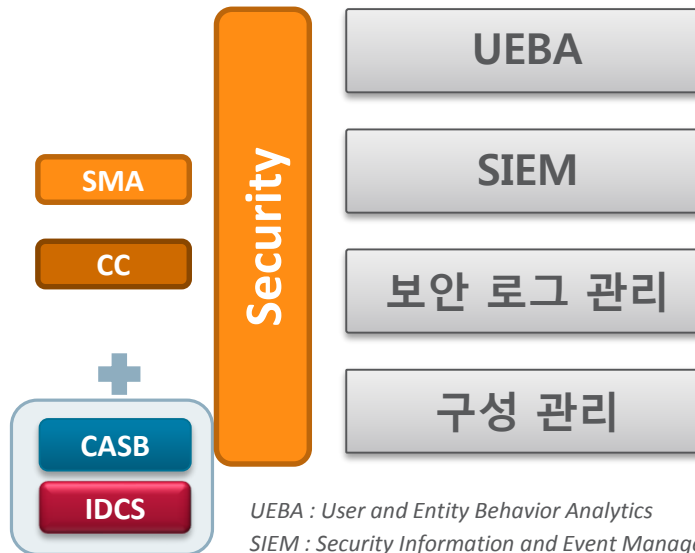 SMA
CC
CASB
IDCS
Security
UEBA
SIEM
보안 로그 관리
구성 관리
UEBA : User and Entity Behavior Analytics
SIEM : Security Information and Event